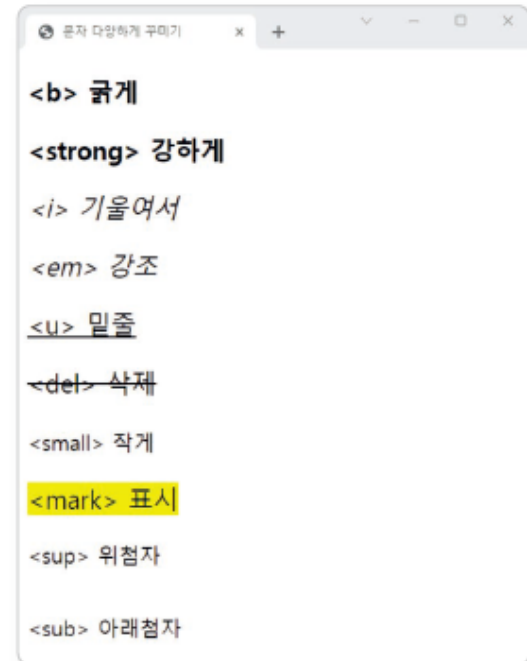 문자 다양하게 꾸미기
<b> 굵게
<strong> 강하게
<i> 기울여서
<em> 강조
<u> 밑줄
<del> 삭제
<small> 작게
<mark> 표시
<sup> 위첨자
<sub> 아래첨자